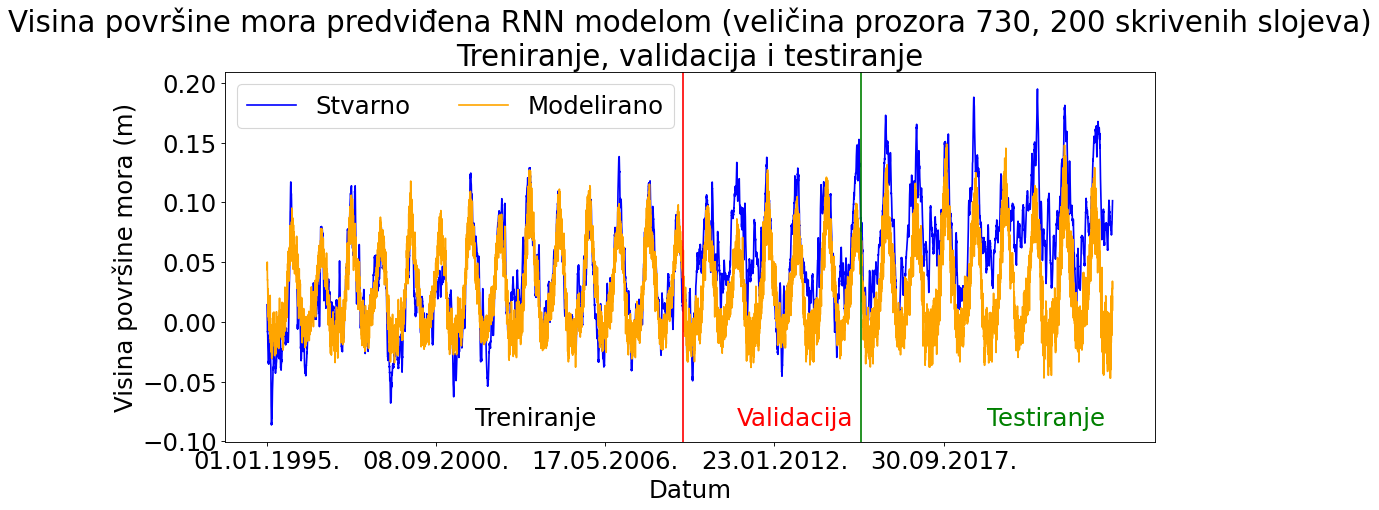 Visina površine mora predviđena RNN modelom (veličina prozora 730, 200 skrivenih slojeva)
Treniranje, validacija i testiranje
Stvarno
Modelirano
Visina površine mora (m)
0.20
0.15
0.10
0.05
0.00
−0.05
−0.10
Treniranje
Validacija
Testiranje
01.01.1995.
08.09.2000.
17.05.2006.
23.01.2012.
30.09.2017.
Datum